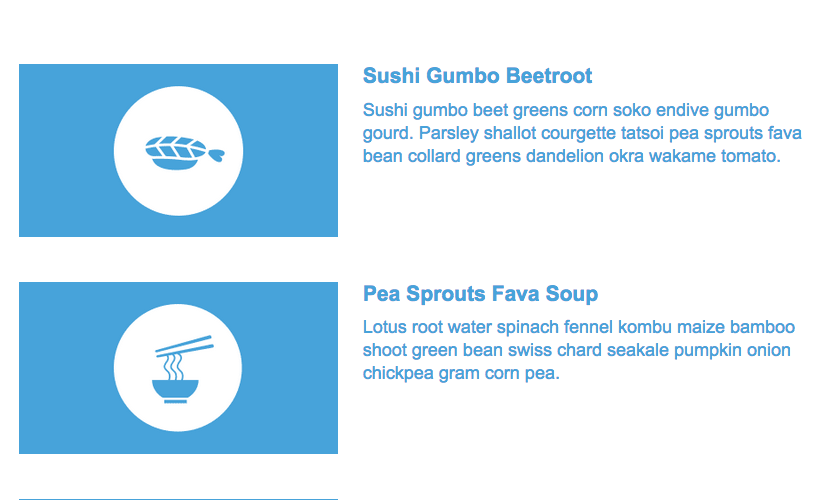 Sushi Gumbo Beetroot
Sushi gumbo beet greens corn soko endive gumbo
gourd. Parsley shallot courgette tatsoi pea sprouts fava
bean collard greens dandelion okra wakame tomato.
Pea Sprouts Fava Soup
Lotus root water spinach fennel kombu maize bamboo
shoot green bean swiss chard seakale pumpkin onion
chickpea gram corn pea.